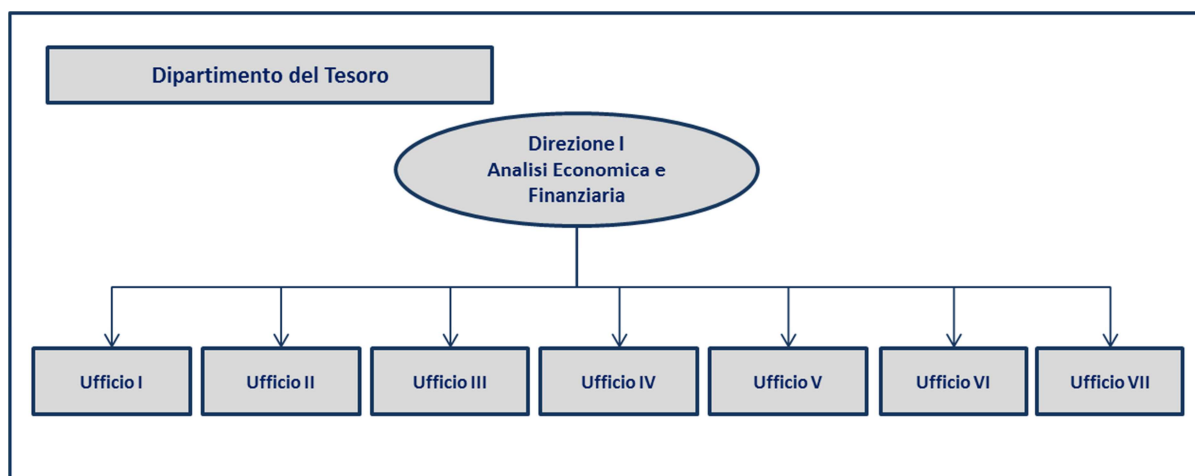 Dipartimento del Tesoro
Direzione I
Analisi Economica e
Finanziaria
Ufficio I
Ufficio II
Ufficio III
Ufficio IV
Ufficio V
Ufficio VI
Ufficio VII